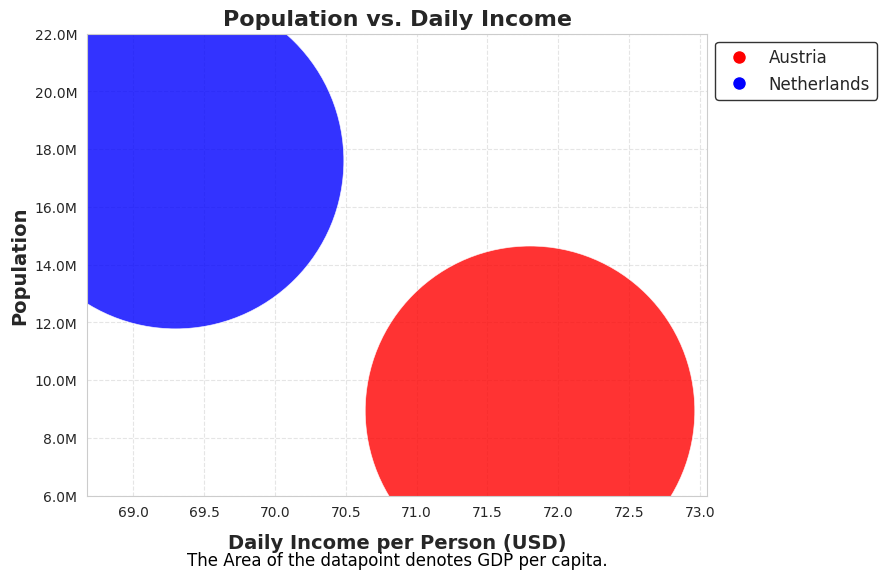 Population vs. Daily Income
Austria
Netherlands
22.0M
20.0M
18.0M
16.0M
14.0M
12.0M
10.0M
8.0M
6.0M
Population
69.0 69.5 70.0 70.5 71.0 71.5 72.0 72.5 73.0
Daily Income per Person (USD)
The Area of the datapoint denotes GDP per capita.